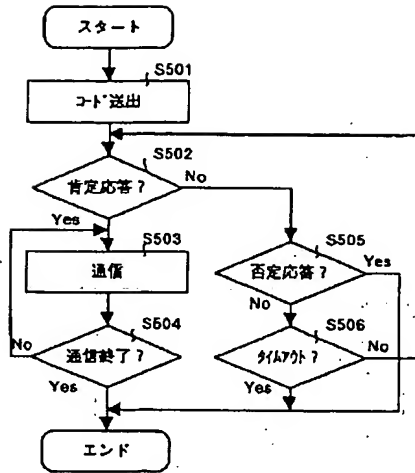 スタート
S501
コード送出
S502
肯定応答?
No
Yes
S503
通信
S504
通信終了?
No
Yes
S505
否定応答?
Yes
No
S506
タイムアウト?
No
Yes
エンド